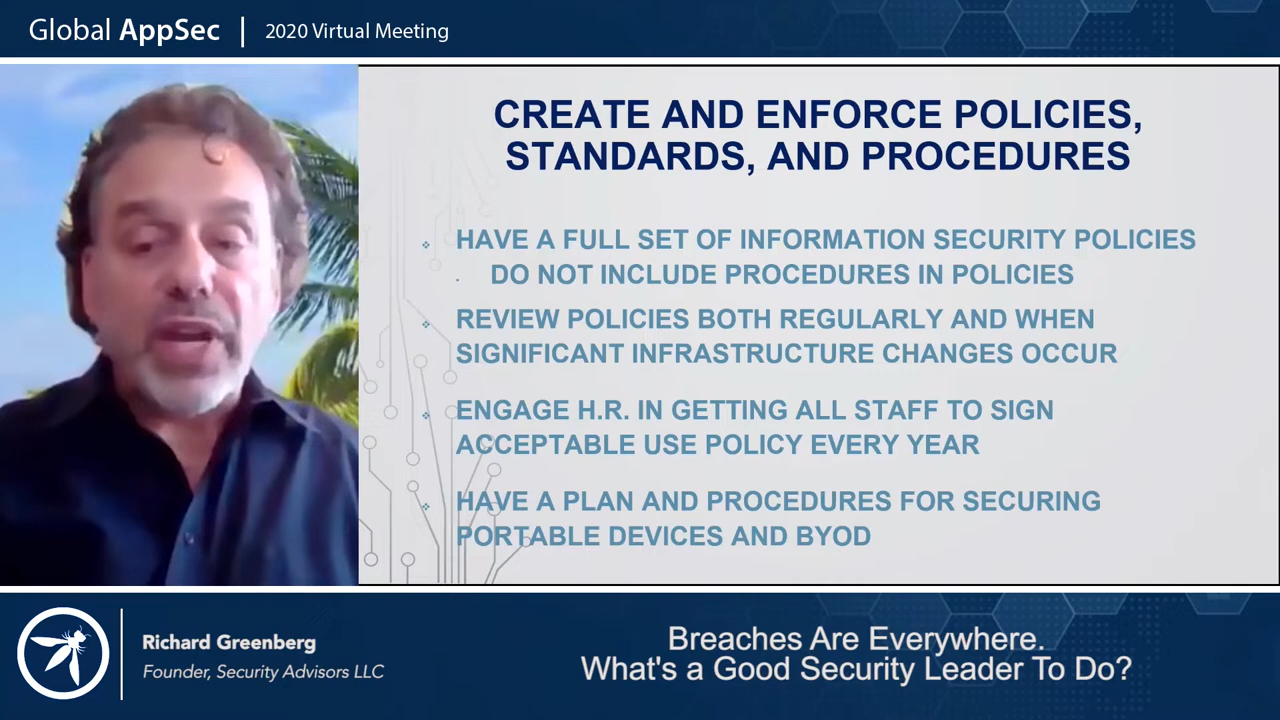 Global AppSec | 2020 Virtual Meeting
CREATE AND ENFORCE POLICIES,
STANDARDS, AND PROCEDURES
HAVE A FULL SET OF INFORMATION SECURITY POLICIES
DO NOT INCLUDE PROCEDURES IN POLICIES
REVIEW POLICIES BOTH REGULARLY AND WHEN
SIGNIFICANT INFRASTRUCTURE CHANGES OCCUR
ENGAGE H.R. IN GETTING ALL STAFF TO SIGN
ACCEPTABLE USE POLICY EVERY YEAR
HAVE A PLAN AND PROCEDURES FOR SECURING
PORTABLE DEVICES AND BYOD
Richard Greenberg
Founder, Security Advisors LLC
Breaches Are Everywhere.
What's a Good Security Leader To Do?